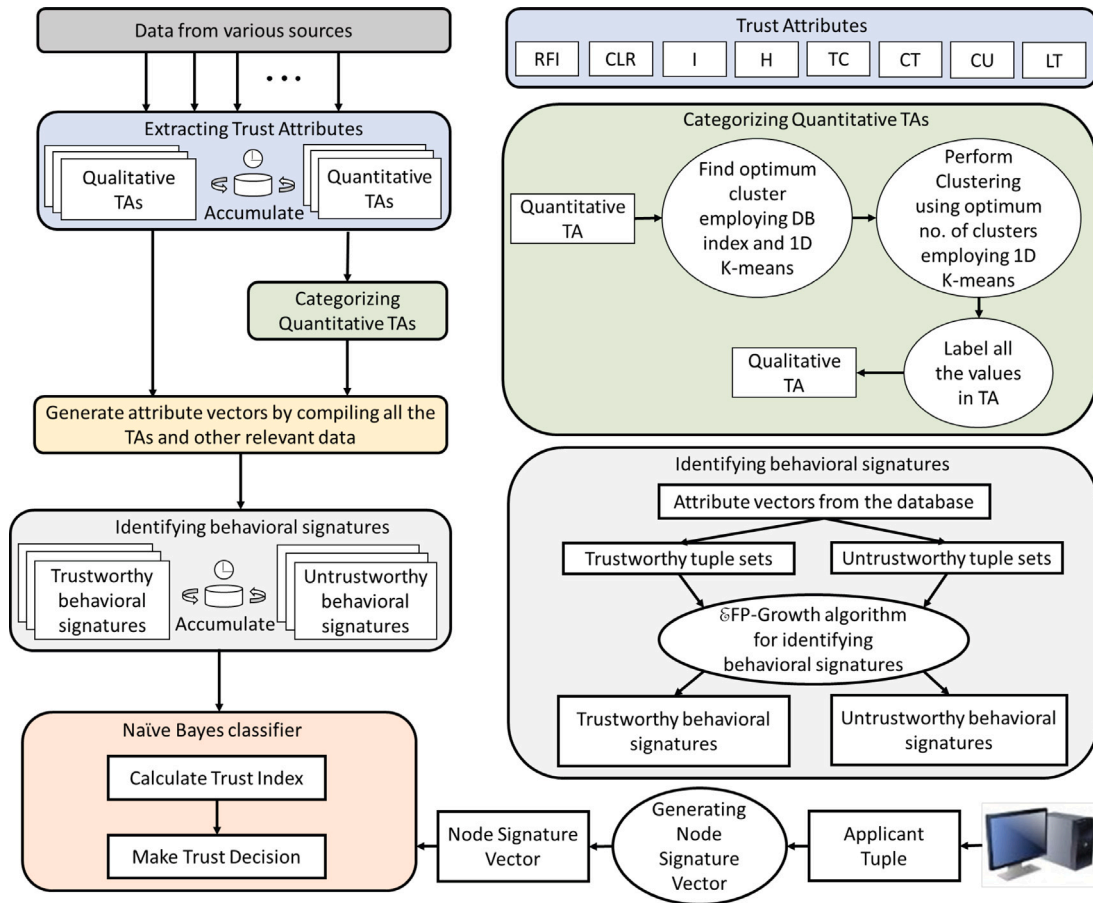 Data from various sources
Extracting Trust Attributes
Qualitative
TAs
Accumulate
Quantitative
TAs
Categorizing
Quantitative TAs
Generate attribute vectors by compiling all the
TAs and other relevant data
Identifying behavioral signatures
Trustworthy
behavioral
signatures
Accumulate
Untrustworthy
behavioral
signatures
Naïve Bayes classifier
Calculate Trust Index
Make Trust Decision
Trust Attributes
RFI
CLR
I
H
TC
CT
CU
LT
Categorizing Quantitative TAs
Quantitative
TA
Find optimum
cluster
employing DB
index and 1D
K-means
Perform
Clustering
using optimum
no. of clusters
employing 1D
K-means
Label all
the values
in TA
Qualitative
TA
Identifying behavioral signatures
Attribute vectors from the database
Trustworthy tuple sets
Untrustworthy tuple sets
ƐFP-Growth algorithm
for identifying
behavioral signatures
Trustworthy behavioral
signatures
Untrustworthy behavioral
signatures
Node Signature
Vector
Generating
Node
Signature
Vector
Applicant
Tuple